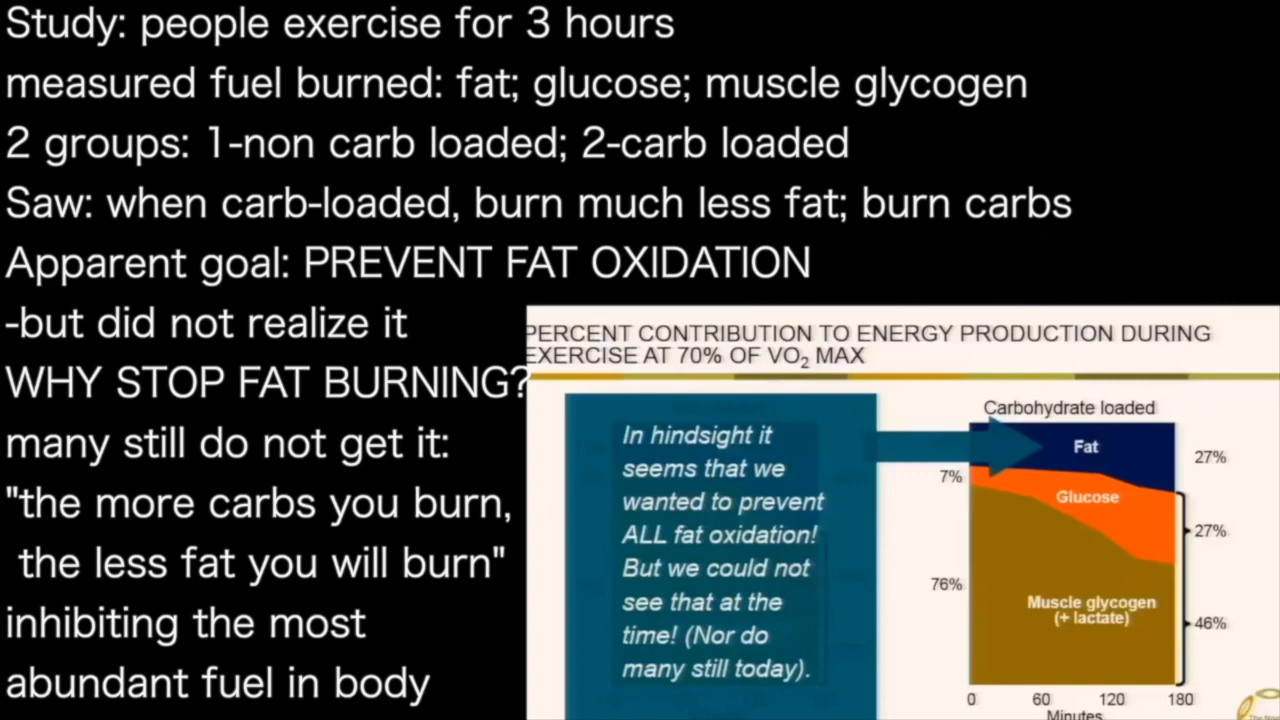 Study: people exercise for 3 hours
measured fuel burned: fat; glucose; muscle glycogen
2 groups: 1-non carb loaded; 2-carb loaded
Saw: when carb-loaded, burn much less fat; burn carbs
Apparent goal: PREVENT FAT OXIDATION
-but did not realize it
WHY STOP FAT BURNING?
many still do not get it:
"the more carbs you burn,
the less fat you will burn"
inhibiting the most
abundant fuel in body
PERCENT CONTRIBUTION TO ENERGY PRODUCTION DURING
EXERCISE AT 70% OF VO2 MAX
In hindsight it
seems that we
wanted to prevent
ALL fat oxidation!
But we could not
see that at the
time! (Nor do
many still today).
Carbohydrate loaded
Fat
27%
7%
Glucose
27%
76%
Muscle glycogen
(+ lactate)
46%
0 60 120 180
Minutes